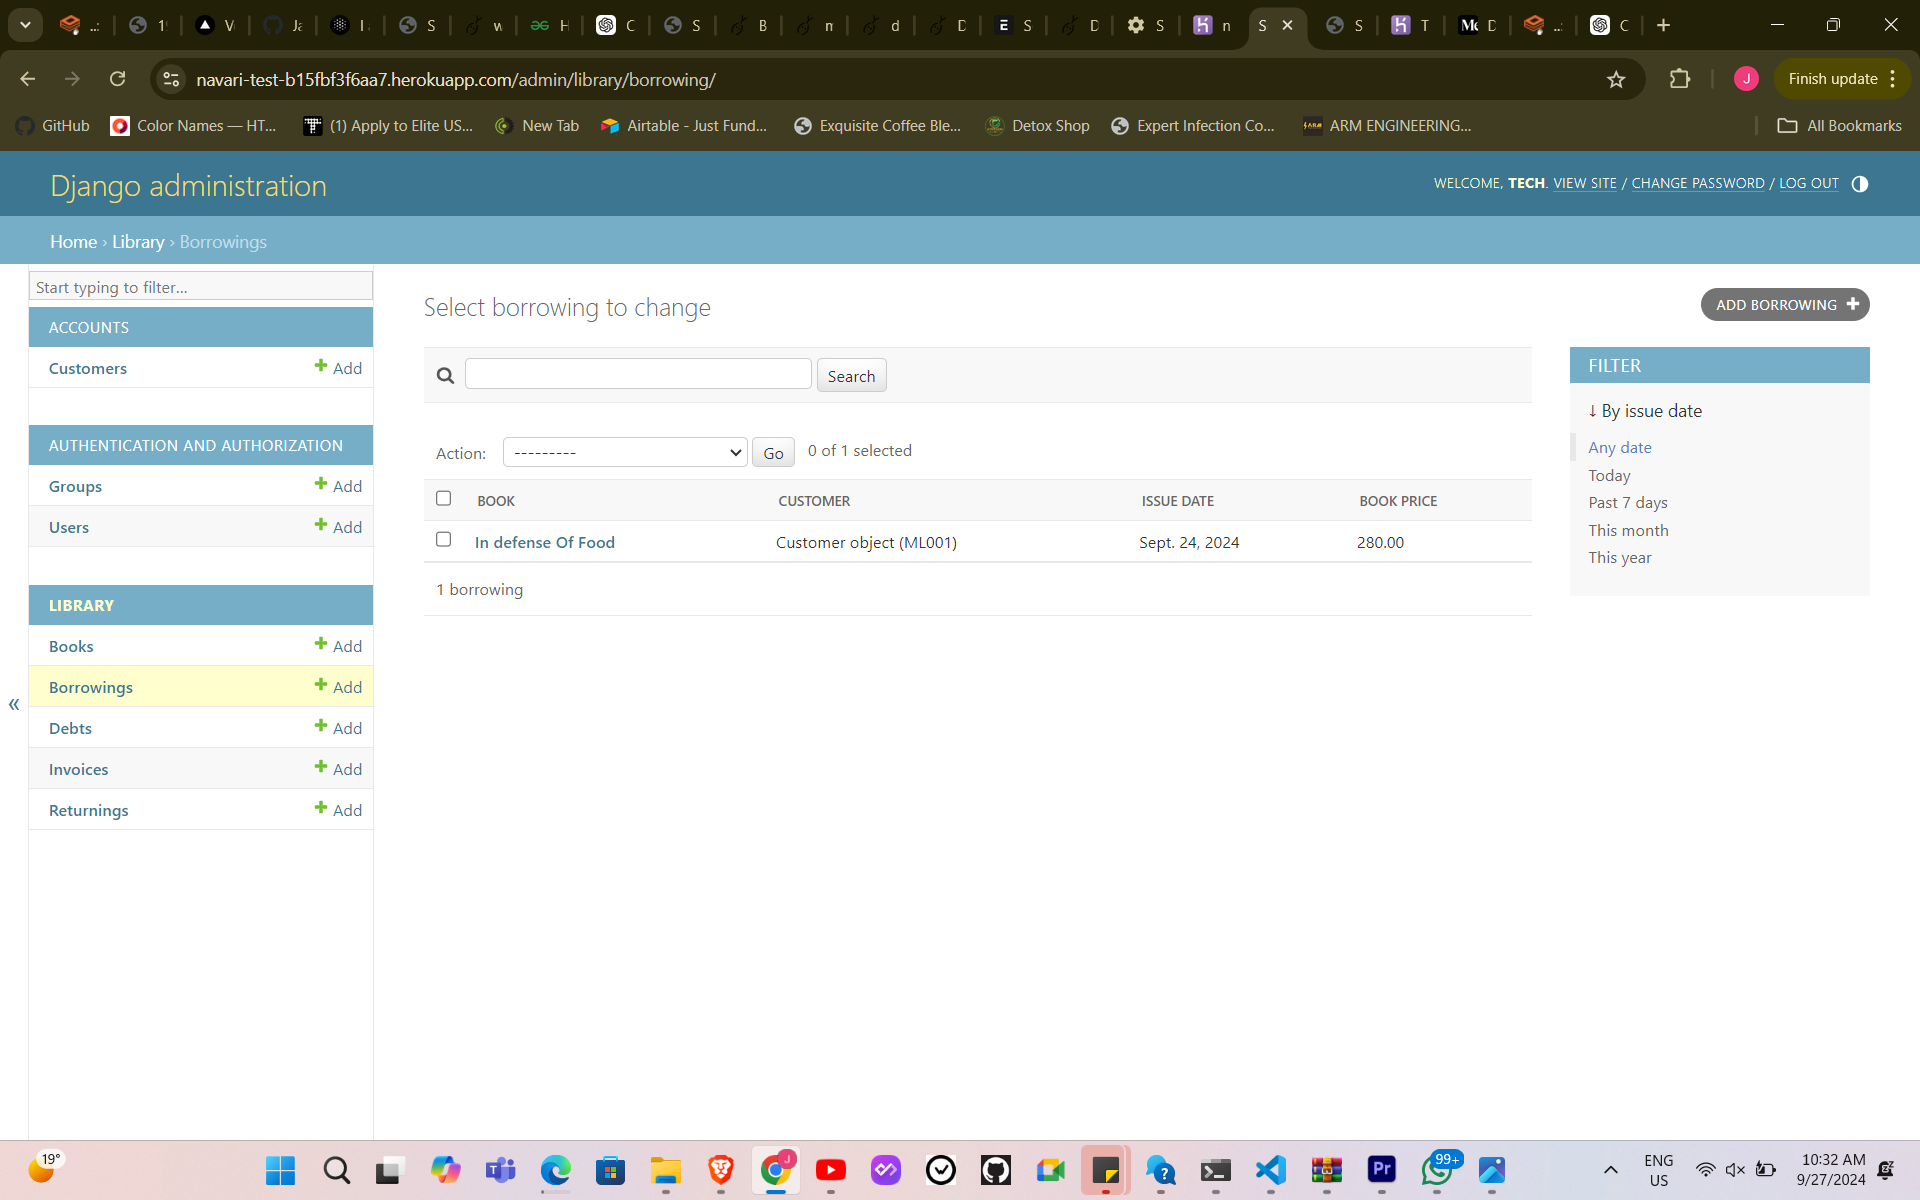 navari-test-b15fbf3f6aa7.herokuapp.com/admin/library/borrowing/
Finish update
GitHub
Color Names — HT...
(1) Apply to Elite US...
New Tab
Airtable - Just Fund...
Exquisite Coffee Ble...
Detox Shop
Expert Infection Co...
ARM ENGINEERING...
All Bookmarks
Django administration
WELCOME, TECH. VIEW SITE / CHANGE PASSWORD / LOG OUT
Home › Library › Borrowings
Start typing to filter...
ACCOUNTS
Customers Add
AUTHENTICATION AND AUTHORIZATION
Groups Add
Users Add
LIBRARY
Books Add
Borrowings Add
Debts Add
Invoices Add
Returnings Add
«
Select borrowing to change
ADD BORROWING
Search
Action: --------- Go 0 of 1 selected
BOOK CUSTOMER ISSUE DATE BOOK PRICE
In defense Of Food Customer object (ML001) Sept. 24, 2024 280.00
1 borrowing
FILTER
↓ By issue date
Any date
Today
Past 7 days
This month
This year
19°
99+
ENG
US
10:32 AM
9/27/2024